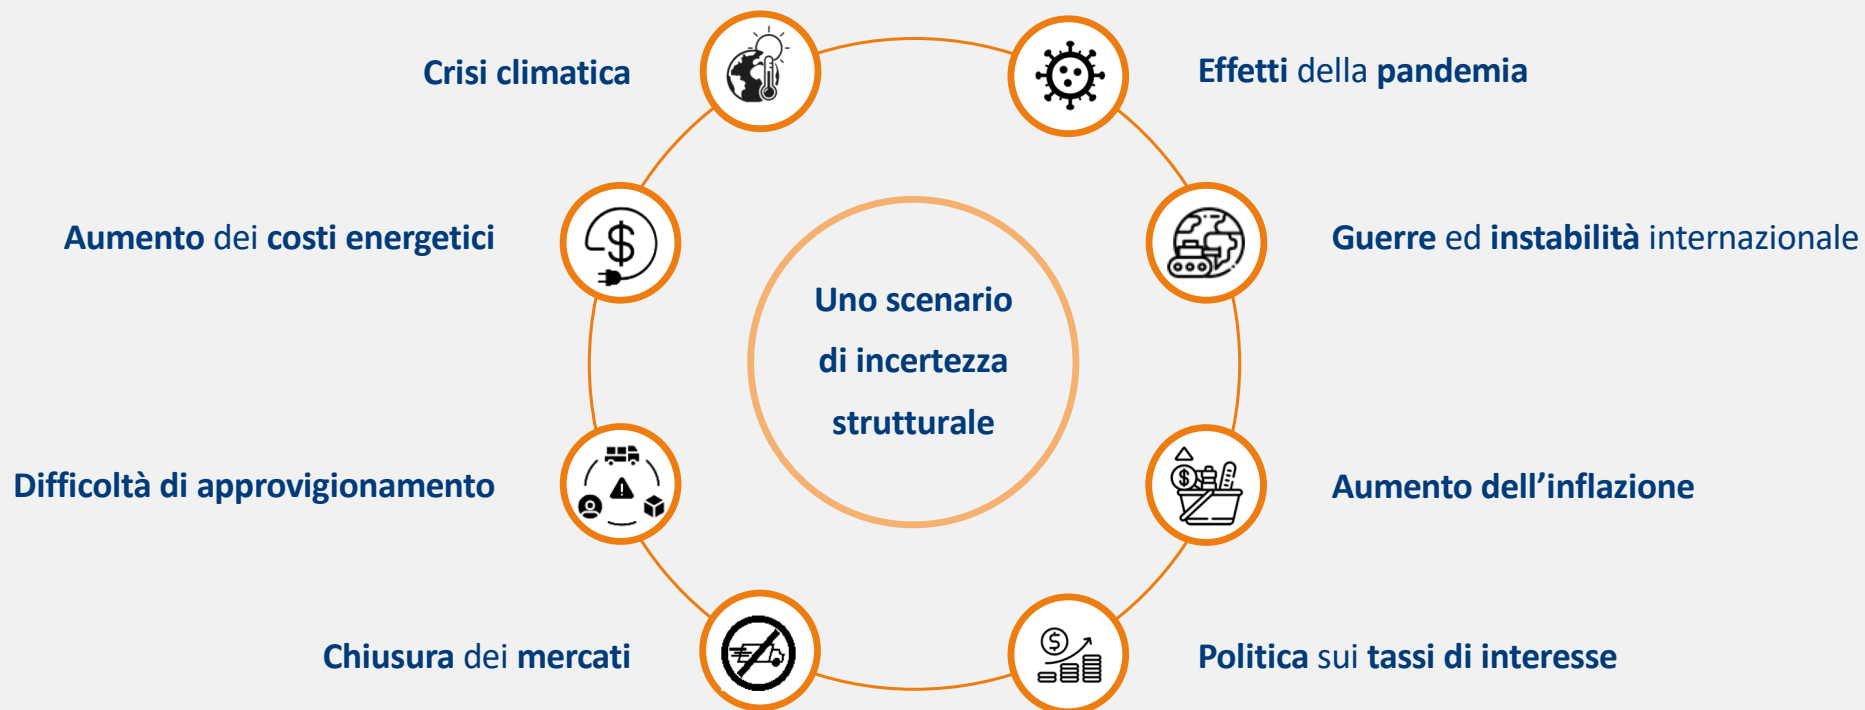 Crisi climatica
Effetti della pandemia
Aumento dei costi energetici
Guerre ed instabilità internazionale
Uno scenario
di incertezza
strutturale
Difficoltà di approvigionamento
Aumento dell'inflazione
Chiusura dei mercati
Politica sui tassi di interesse